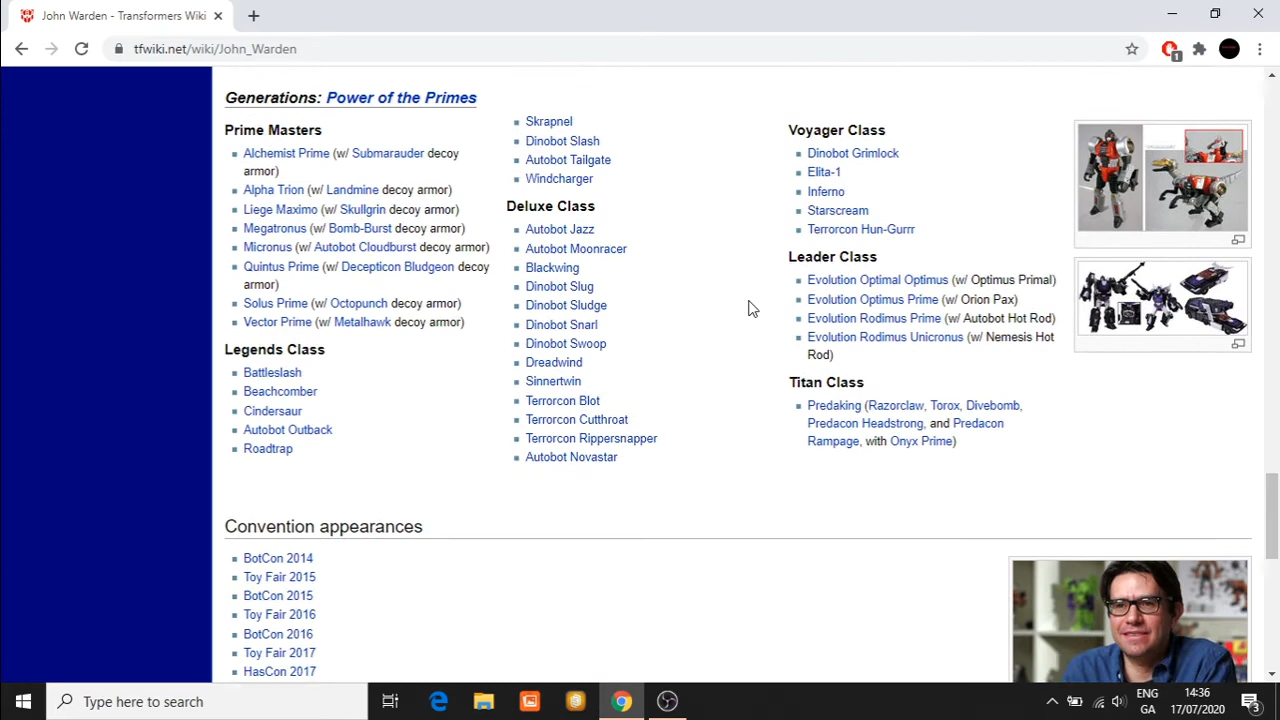 John Warden - Transformers Wiki
tfwiki.net/wiki/John_Warden
1
Generations: Power of the Primes
Prime Masters
Alchemist Prime (w/ Submarauder decoy
armor)
Alpha Trion (w/ Landmine decoy armor)
Liege Maximo (w/ Skullgrin decoy armor)
Megatronus (w/ Bomb-Burst decoy armor)
Micronus (w/ Autobot Cloudburst decoy armor)
Quintus Prime (w/ Decepticon Bludgeon decoy
armor)
Solus Prime (w/ Octopunch decoy armor)
Vector Prime (w/ Metalhawk decoy armor)
Legends Class
Battleslash
Beachcomber
Cindersaur
Autobot Outback
Roadtrap
Skrapnel
Dinobot Slash
Autobot Tailgate
Windcharger
Deluxe Class
Autobot Jazz
Autobot Moonracer
Blackwing
Dinobot Slug
Dinobot Sludge
Dinobot Snarl
Dinobot Swoop
Dreadwind
Sinnertwin
Terrorcon Blot
Terrorcon Cutthroat
Terrorcon Rippersnapper
Autobot Novastar
Voyager Class
Dinobot Grimlock
Elita-1
Inferno
Starscream
Terrorcon Hun-Gurrr
Leader Class
Evolution Optimal Optimus (w/ Optimus Primal)
Evolution Optimus Prime (w/ Orion Pax)
Evolution Rodimus Prime (w/ Autobot Hot Rod)
Evolution Rodimus Unicronus (w/ Nemesis Hot
Rod)
Titan Class
Predaking (Razorclaw, Torox, Divebomb,
Predacon Headstrong, and Predacon
Rampage, with Onyx Prime)
Convention appearances
BotCon 2014
Toy Fair 2015
BotCon 2015
Toy Fair 2016
BotCon 2016
Toy Fair 2017
HasCon 2017
Type here to search
ENG
GA
14:36
17/07/2020
3